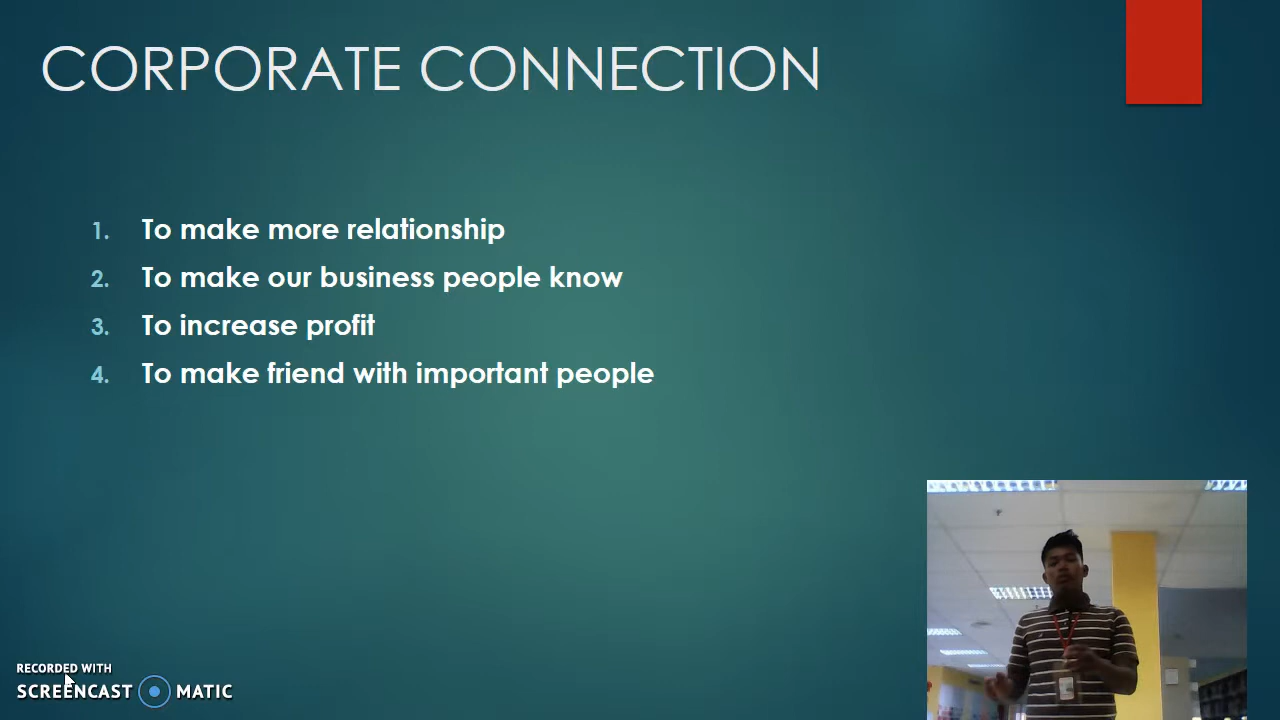 CORPORATE CONNECTION
1. To make more relationship
2. To make our business people know
3. To increase profit
4. To make friend with important people
RECORDED WITH
SCREENCAST MATIC